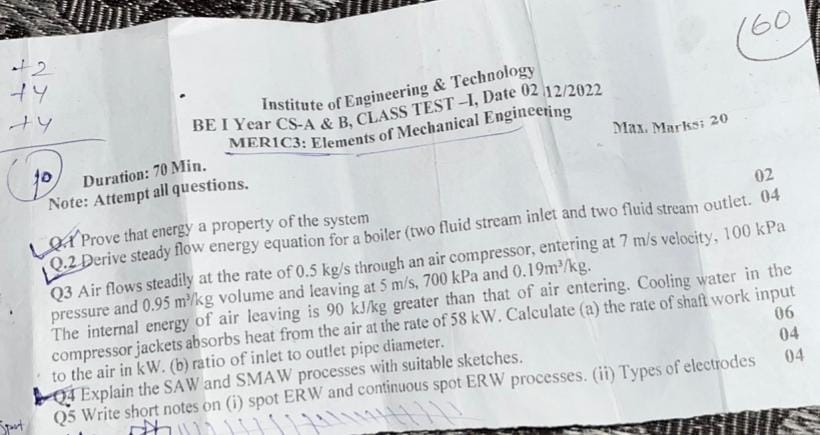 60
+2
+4
+4
10
Institute of Engineering & Technology
BE I Year CS-A & B, CLASS TEST –I, Date 02 12/2022
MER1C3: Elements of Mechanical Engineering
Duration: 70 Min.
Max. Marks: 20
Note: Attempt all questions.
Q.1 Prove that energy a property of the system 02
Q.2 Derive steady flow energy equation for a boiler (two fluid stream inlet and two fluid stream outlet. 04
Q3 Air flows steadily at the rate of 0.5 kg/s through an air compressor, entering at 7 m/s velocity, 100 kPa
pressure and 0.95 m³/kg volume and leaving at 5 m/s, 700 kPa and 0.19m³/kg.
The internal energy of air leaving is 90 kJ/kg greater than that of air entering. Cooling water in the
compressor jackets absorbs heat from the air at the rate of 58 kW. Calculate (a) the rate of shaft work input
to the air in kW. (b) ratio of inlet to outlet pipe diameter. 06
Q4 Explain the SAW and SMAW processes with suitable sketches. 04
Q5 Write short notes on (i) spot ERW and continuous spot ERW processes. (ii) Types of electrodes 04